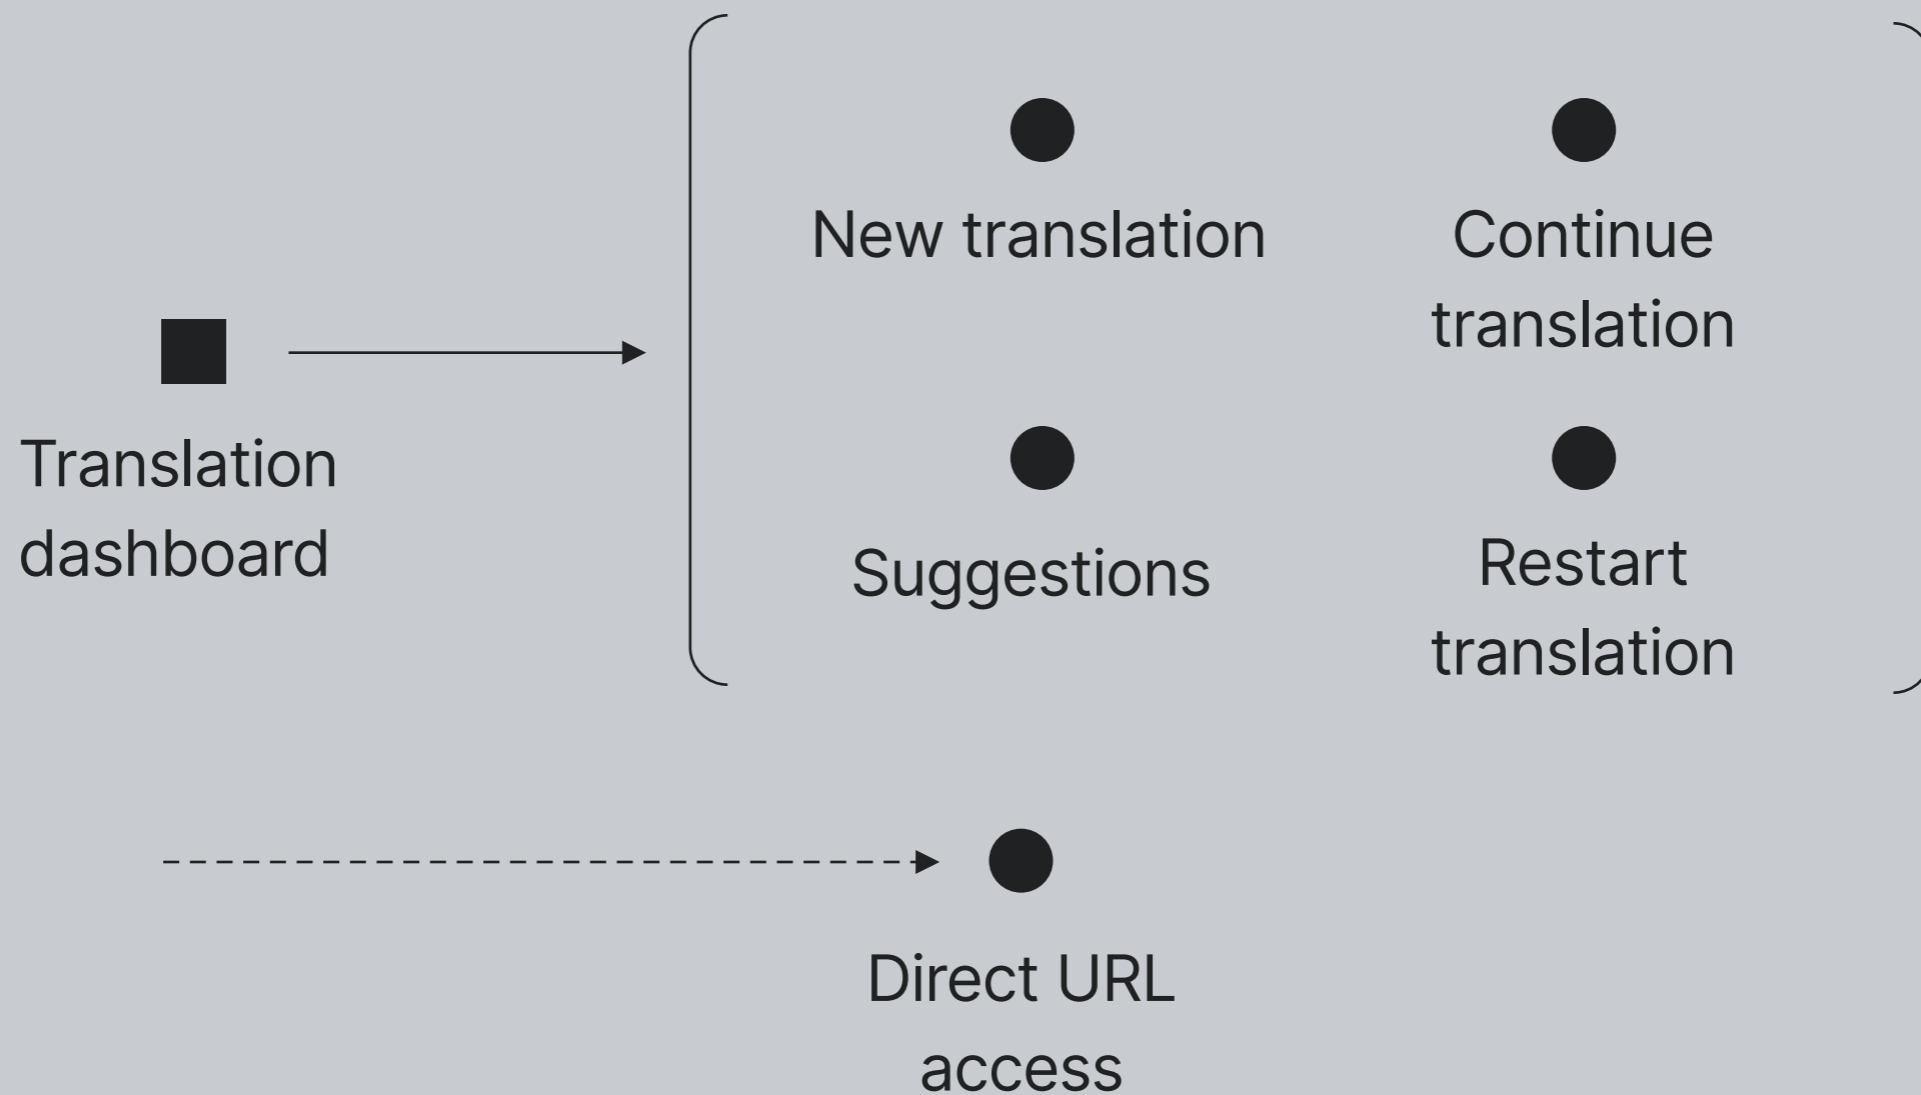 New translation
Continue
translation
Translation
dashboard
Suggestions
Restart
translation
Direct URL
access